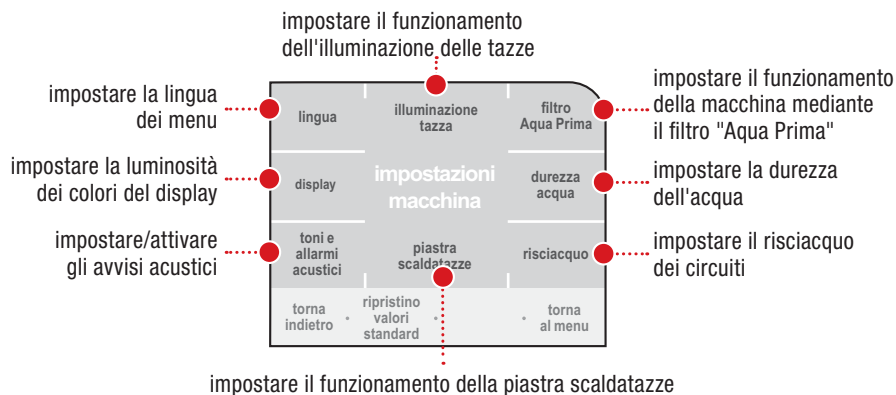 impostare il funzionamento
dell'illuminazione delle tazze
impostare la lingua
dei menu
impostare la luminosità
dei colori del display
impostare/attivare
gli avvisi acustici
lingua
illuminazione
tazza
filtro
Aqua Prima
display
impostazioni
macchina
durezza
acqua
toni e
allarmi
acustici
piastra
scaldatazze
risciacquo
torna
indietro
ripristino
valori
standard
torna
al menu
impostare il funzionamento
della macchina mediante
il filtro "Aqua Prima"
impostare la durezza
dell'acqua
impostare il risciacquo
dei circuiti
impostare il funzionamento della piastra scaldatazze